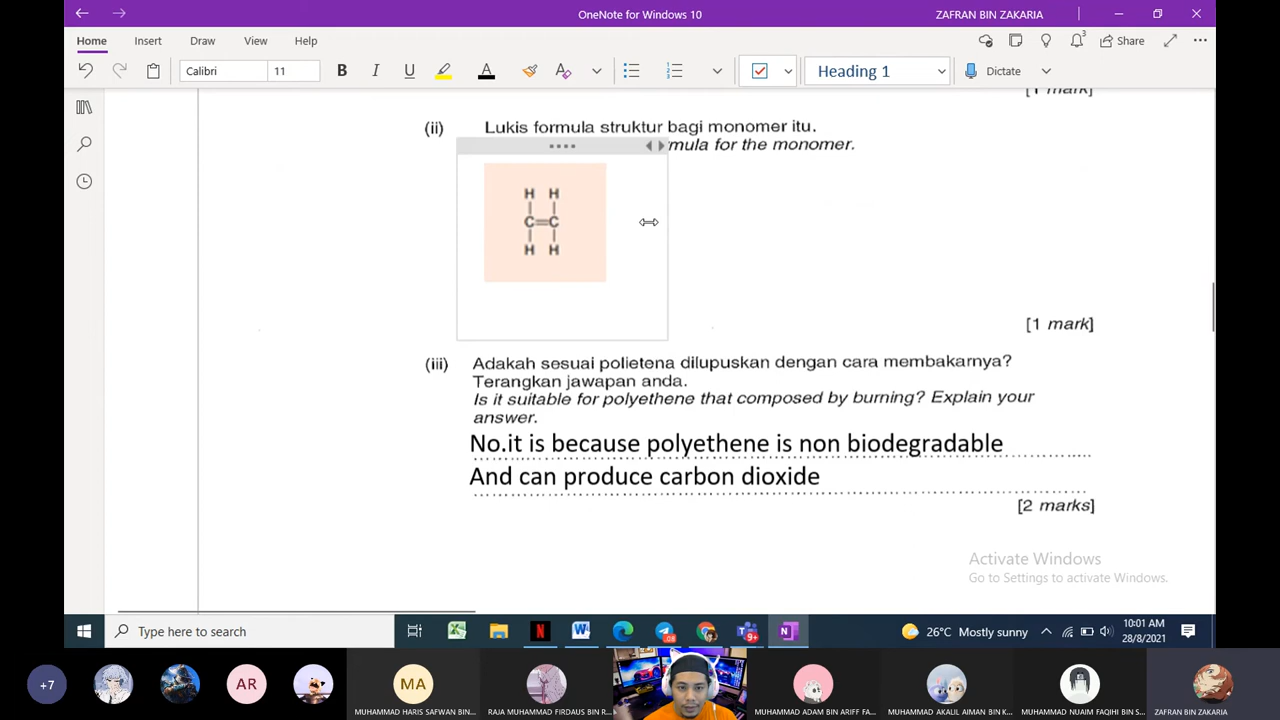 OneNote for Windows 10
ZAFRAN BIN ZAKARIA
Home Insert Draw View Help
3
Share
Calibri 11 B I U A A Heading 1 Dictate
[1 mark]
(ii) Lukis formula struktur bagi monomer itu.
mula for the monomer.
H H
C=C
H H
[1 mark]
(iii) Adakah sesuai polietena dilupuskan dengan cara membakarnya?
Terangkan jawapan anda.
Is it suitable for polyethene that composed by burning? Explain your
answer.
No.it is because polyethene is non biodegradable
And can produce carbon dioxide
[2 marks]
Activate Windows
Go to Settings to activate Windows.
Type here to search
26°C Mostly sunny
10:01 AM
28/8/2021
+7
AR
MA
MUHAMMAD HARIS SAFWAN BIN...
RAJA MUHAMMAD FIRDAUS BIN R...
MUHAMMAD ADAM BIN ARIFF FA...
MUHAMMAD AKALIL AIMAN BIN K...
MUHAMMAD NUAIM FAQIHI BIN S...
ZAFRAN BIN ZAKARIA